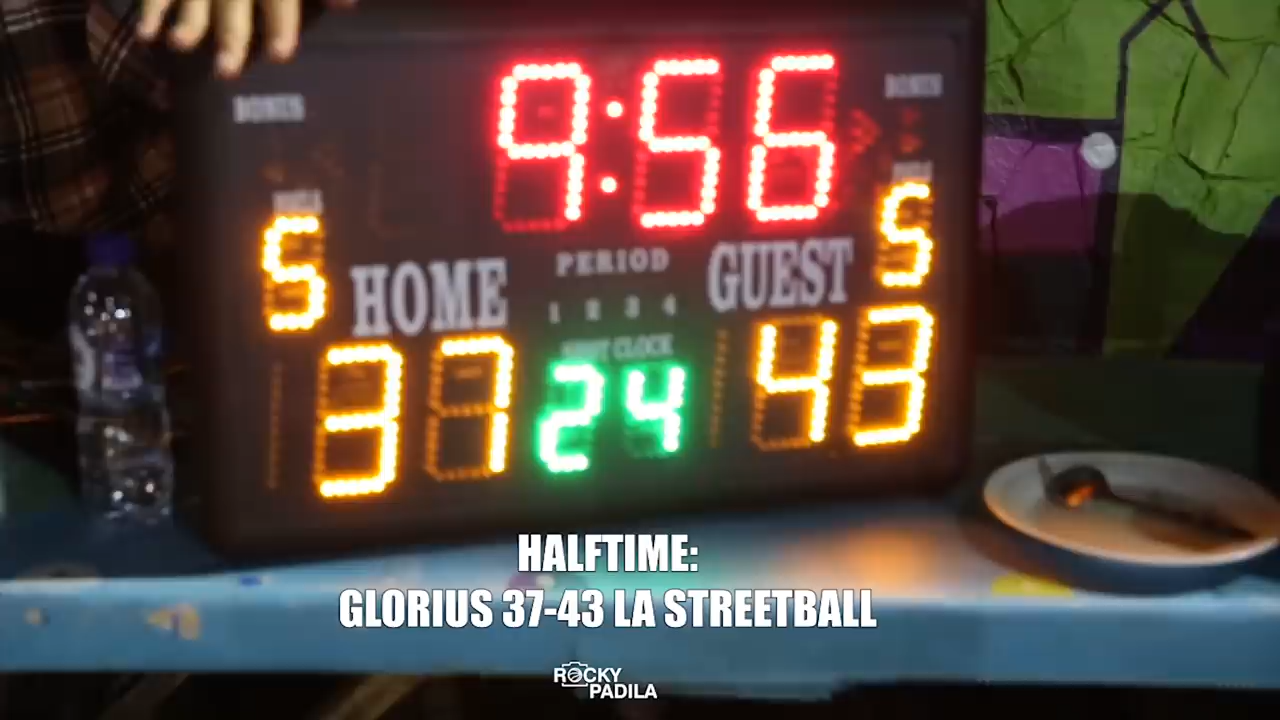 9:56
BONUS
BONUS
5
5
HOME
PERIOD
GUEST
1 2 3 4
SHOT CLOCK
37
24
43
HALFTIME:
GLORIUS 37-43 LA STREETBALL
ROCKY
PADILA